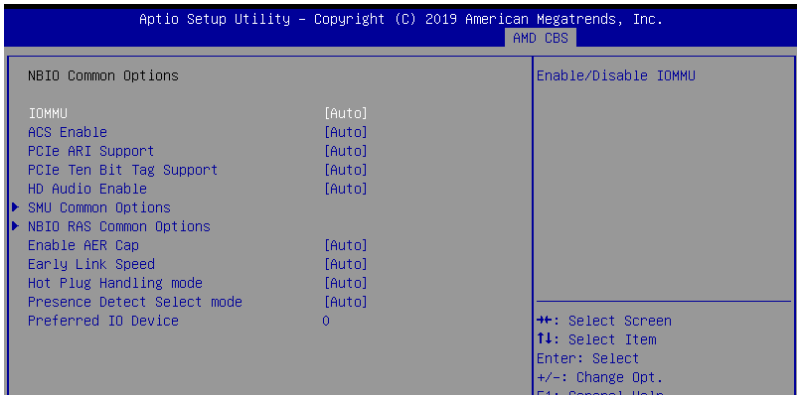 Aptio Setup Utility – Copyright (C) 2019 American Megatrends, Inc.
AMD CBS
NBIO Common Options
IOMMU [Auto]
ACS Enable [Auto]
PCIe ARI Support [Auto]
PCIe Ten Bit Tag Support [Auto]
HD Audio Enable [Auto]
SMU Common Options
NBIO RAS Common Options
Enable AER Cap [Auto]
Early Link Speed [Auto]
Hot Plug Handling mode [Auto]
Presence Detect Select mode [Auto]
Preferred IO Device 0
Enable/Disable IOMMU
→←: Select Screen
↑↓: Select Item
Enter: Select
+/-: Change Opt.
F1: General Help